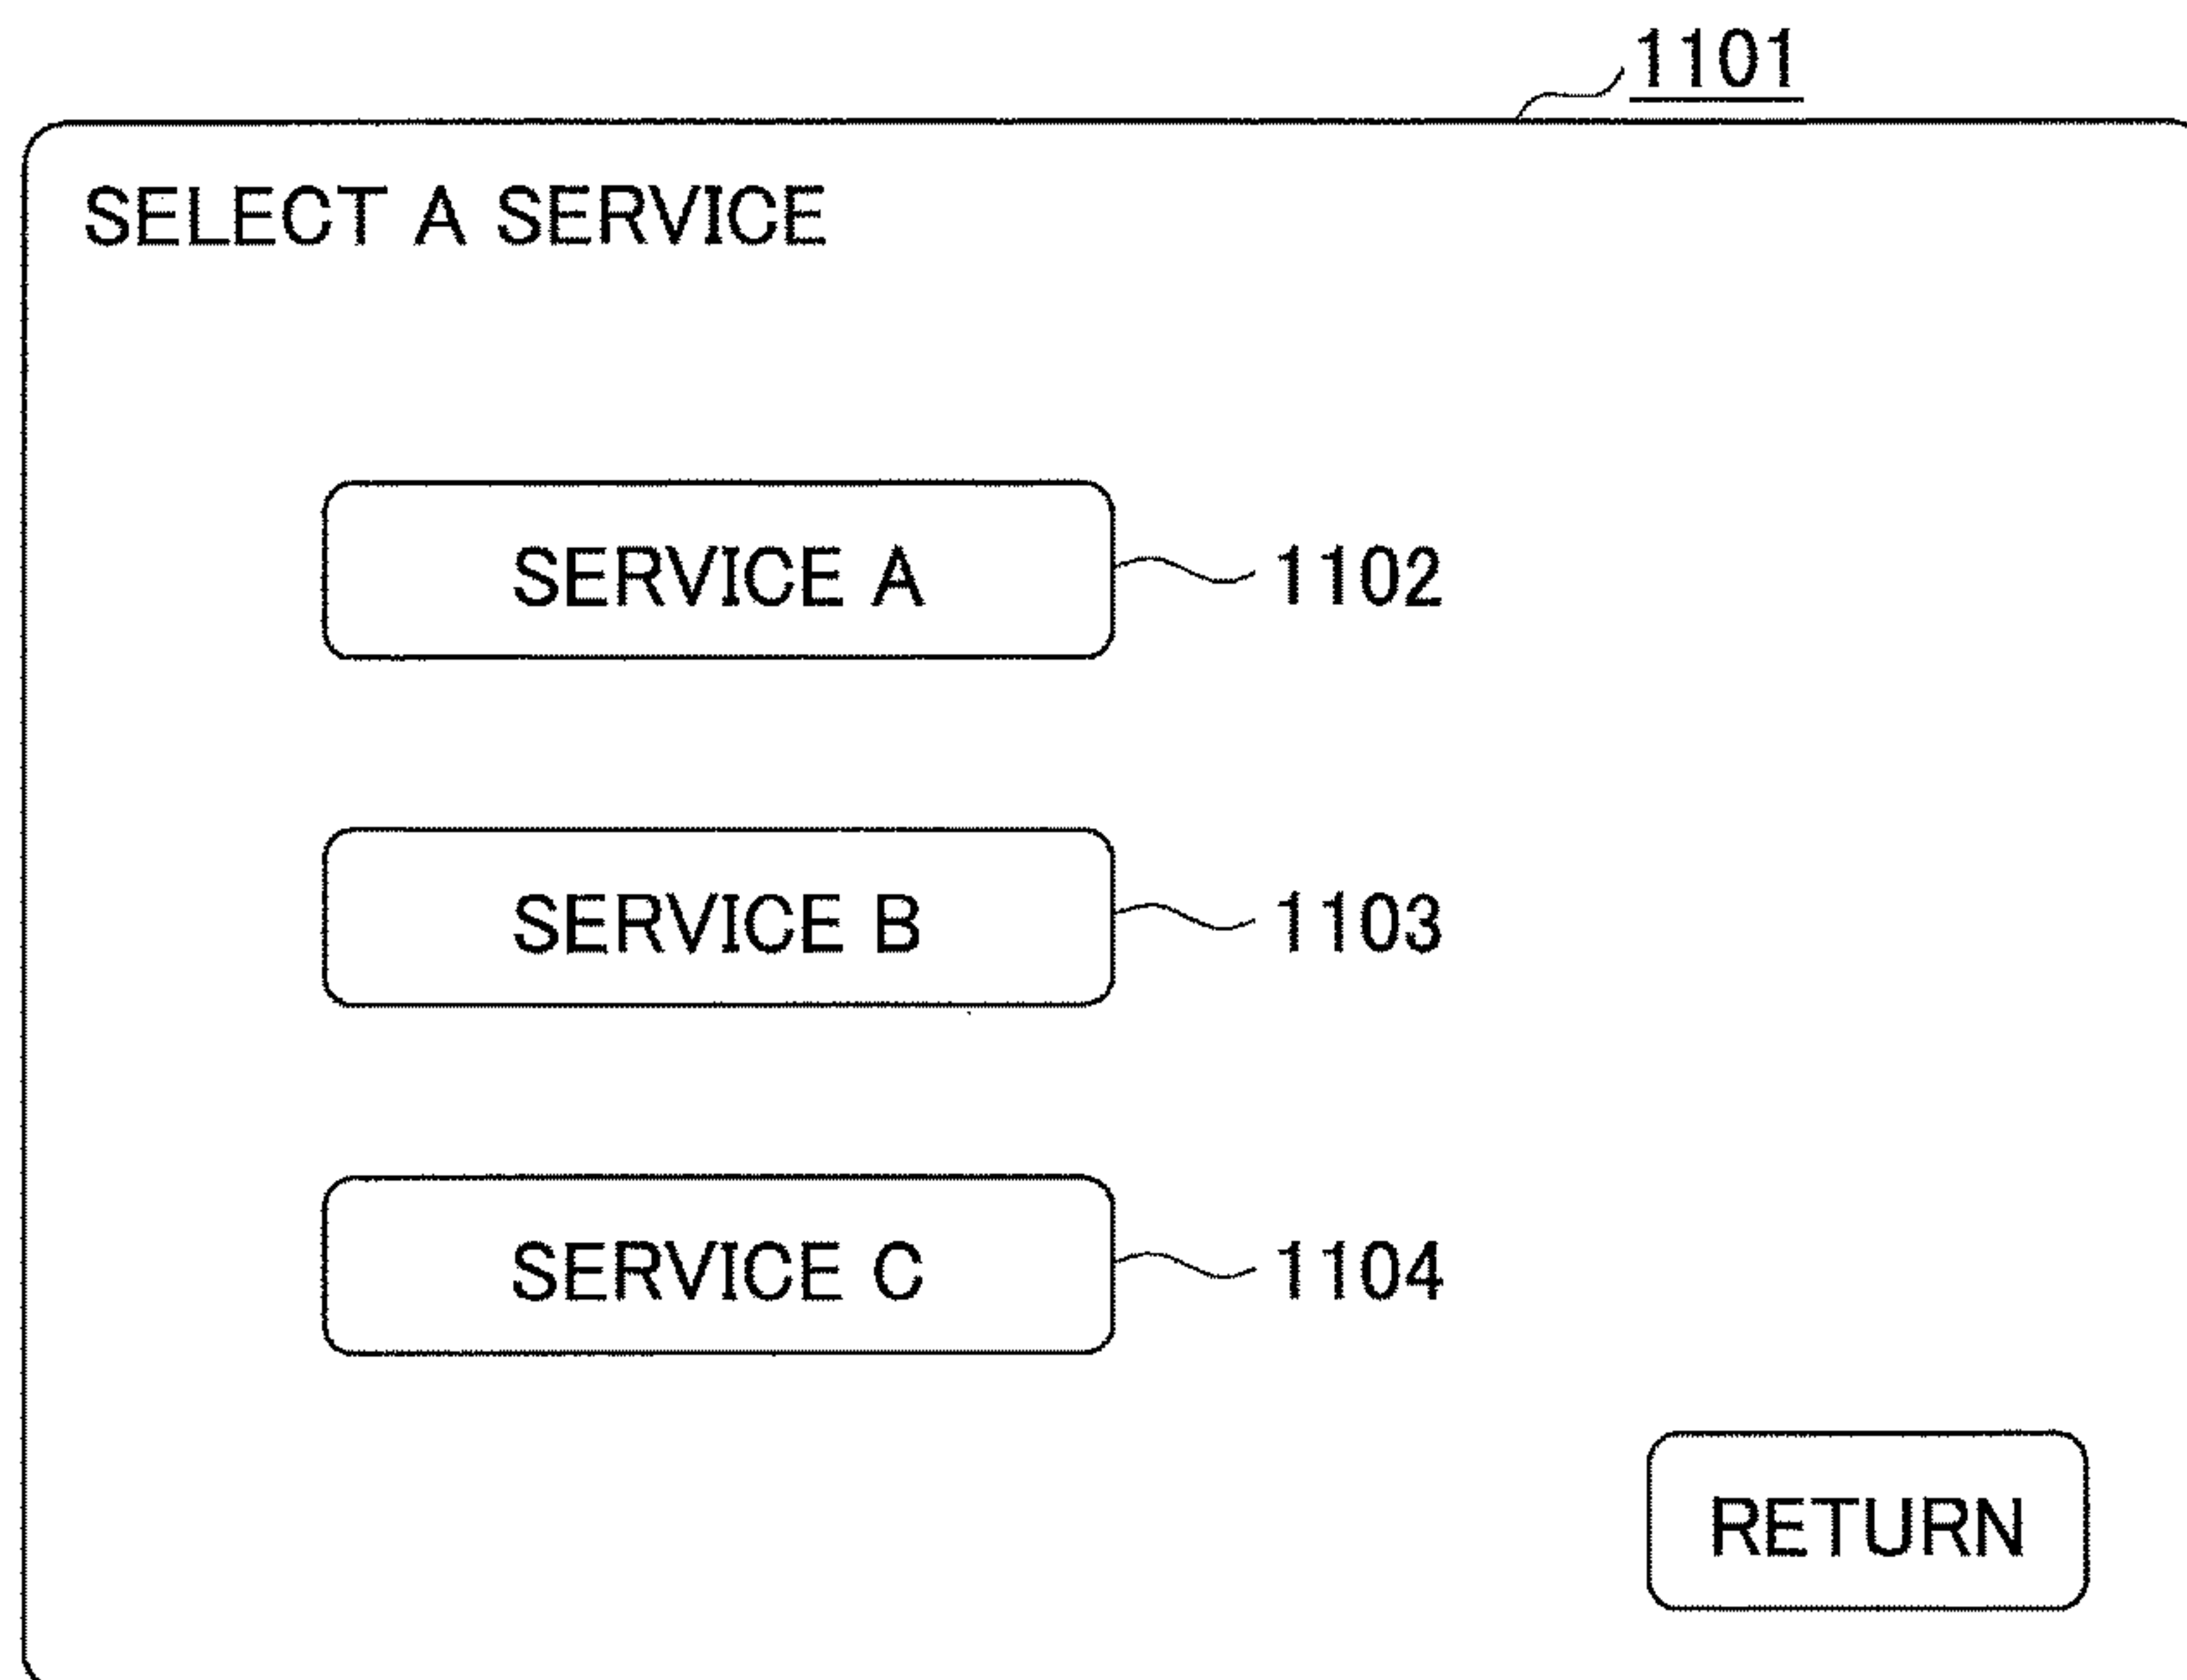 1101
SELECT A SERVICE
SERVICE A 1102
SERVICE B 1103
SERVICE C 1104
RETURN